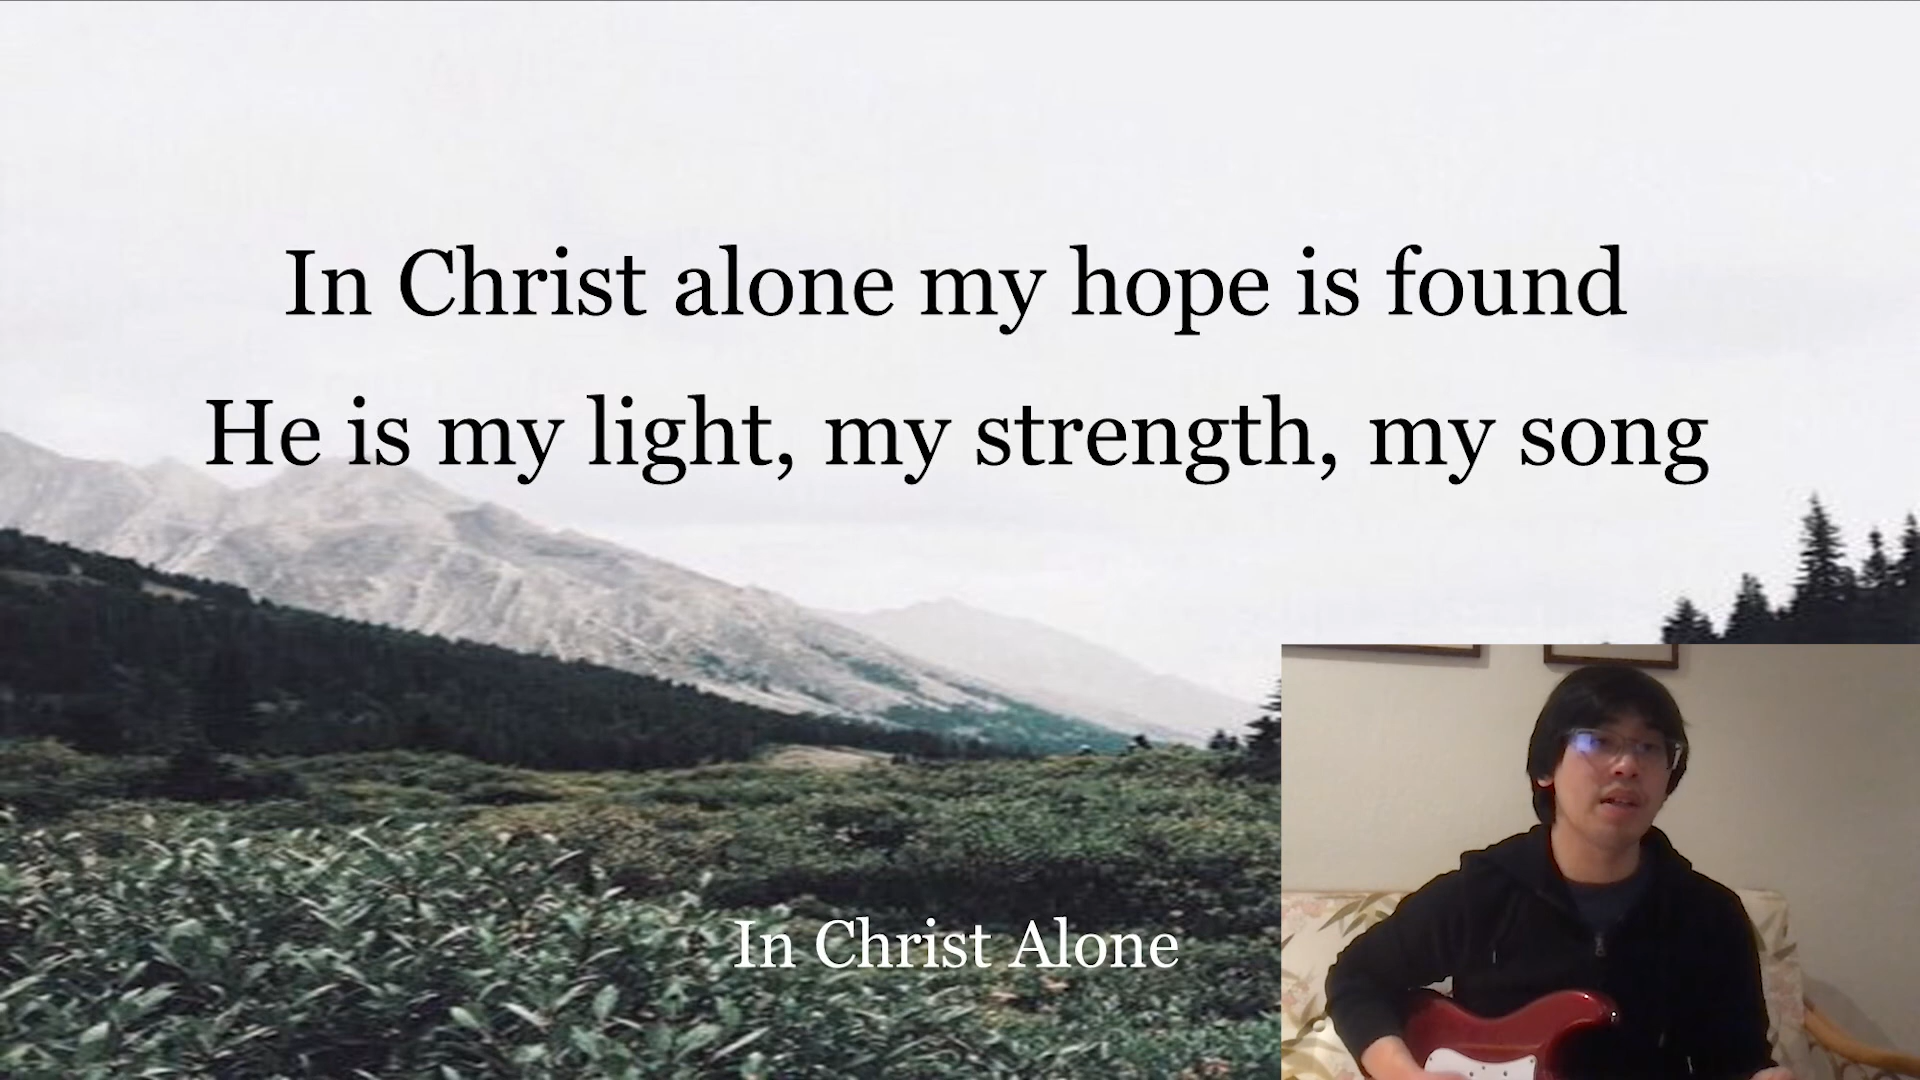 In Christ alone my hope is found
He is my light, my strength, my song
In Christ Alone